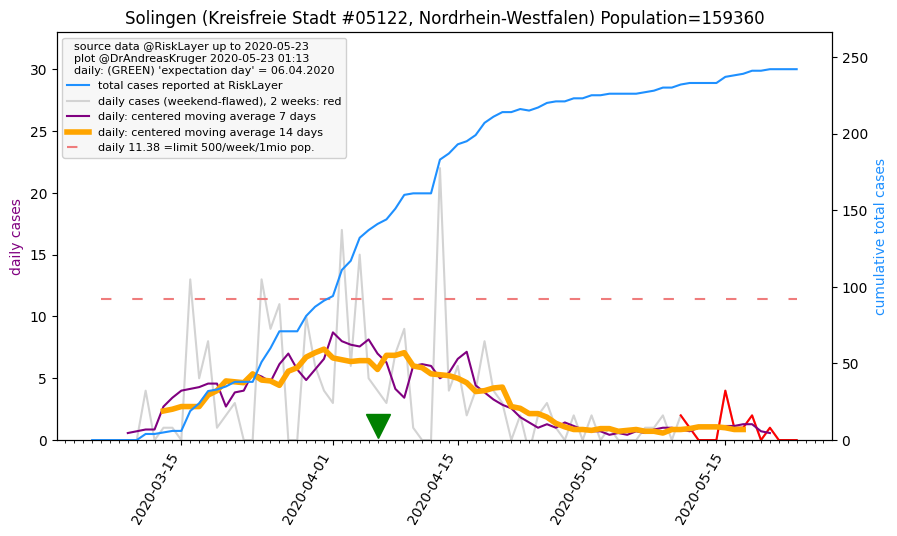 Solingen (Kreisfreie Stadt #05122, Nordrhein-Westfalen) Population=159360
source data @RiskLayer up to 2020-05-23
plot @DrAndreasKruger 2020-05-23 01:13
daily: (GREEN) 'expectation day' = 06.04.2020
total cases reported at RiskLayer
daily cases (weekend-flawed), 2 weeks: red
daily: centered moving average 7 days
daily: centered moving average 14 days
daily 11.38 =limit 500/week/1mio pop.
daily cases
30
25
20
15
10
5
0
cumulative total cases
250
200
150
100
50
0
2020-03-15
2020-04-01
2020-04-15
2020-05-01
2020-05-15